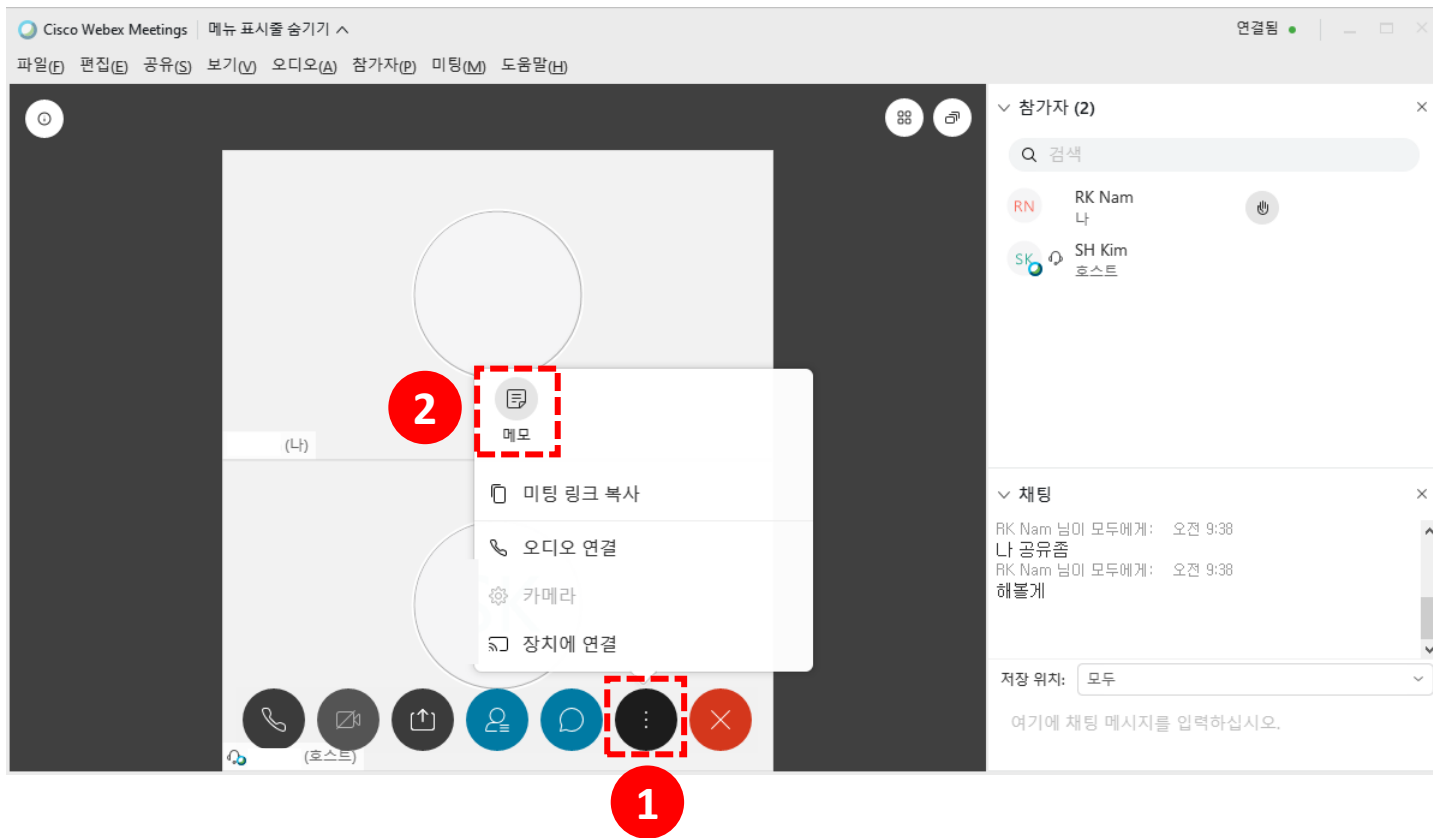 Cisco Webex Meetings 메뉴 표시줄 숨기기 연결됨
파일(F) 편집(E) 공유(S) 보기(V) 오디오(A) 참가자(P) 미팅(M) 도움말(H)
참가자 (2)
검색
RN RK Nam
나
SK SH Kim
호스트
2
메모
(나)
미팅 링크 복사
오디오 연결
카메라
장치에 연결
(호스트)
1
채팅
RK Nam 님이 모두에게: 오전 9:38
나 공유좀
RK Nam 님이 모두에게: 오전 9:38
해볼게
저장 위치: 모두
여기에 채팅 메시지를 입력하십시오.